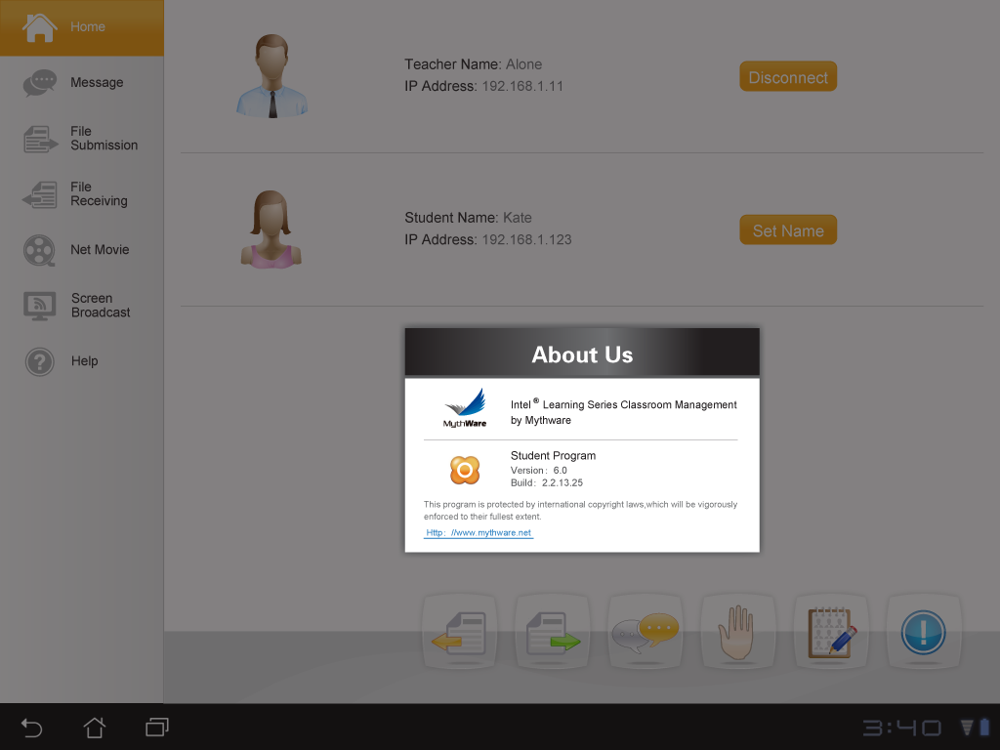 Home
Message
File
Submission
File
Receiving
Net Movie
Screen
Broadcast
Help
Teacher Name: Alone
IP Address: 192.168.1.11
Disconnect
Student Name: Kate
IP Address: 192.168.1.123
Set Name
About Us
MythWare
Intel® Learning Series Classroom Management
by Mythware
Student Program
Version: 6.0
Build: 2.2.13.25
This program is protected by international copyright laws,which will be vigorously
enforced to their fullest extent.
Http: //www.mythware.net
3:40